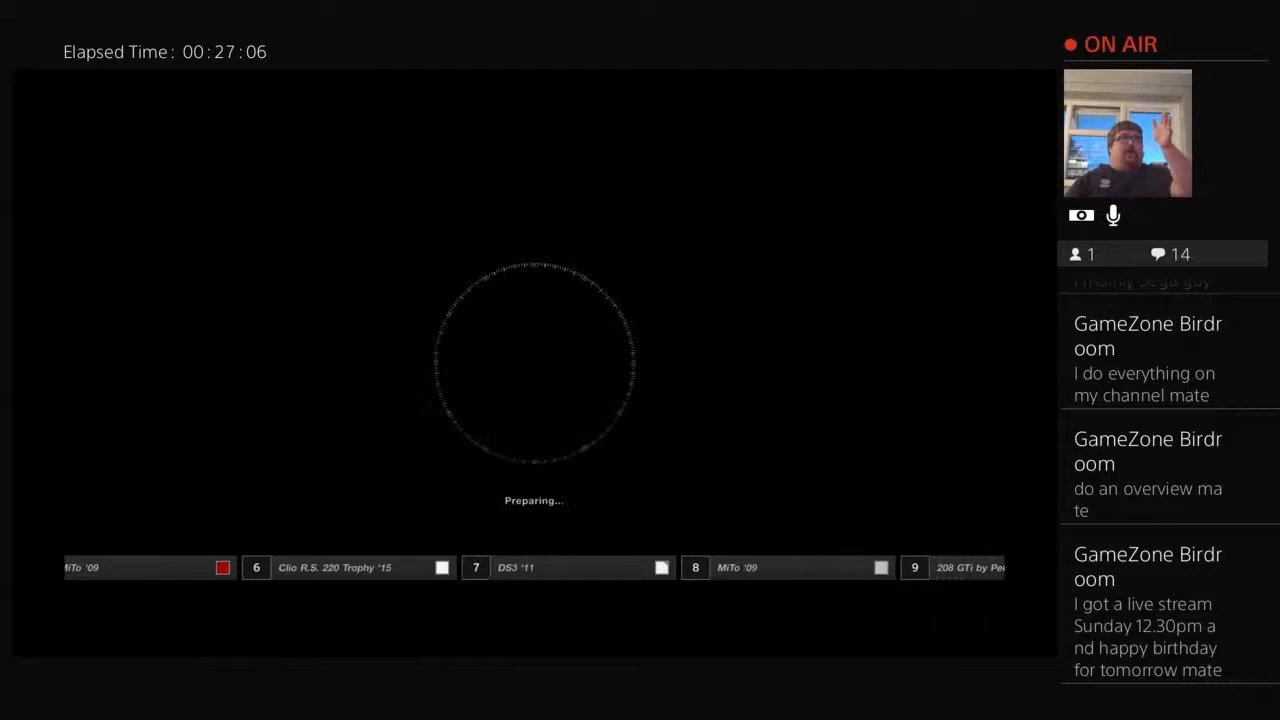 Elapsed Time: 00:27:06
ON AIR
1 14
I mainly Sega guy
GameZone Birdr
oom
I do everything on
my channel mate
GameZone Birdr
oom
do an overview ma
te
GameZone Birdr
oom
I got a live stream
Sunday 12.30pm a
nd happy birthday
for tomorrow mate
Preparing...
MiTo '09 6 Clio R.S. 220 Trophy '15 7 DS3 '11 8 MiTo '09 9 208 GTi by